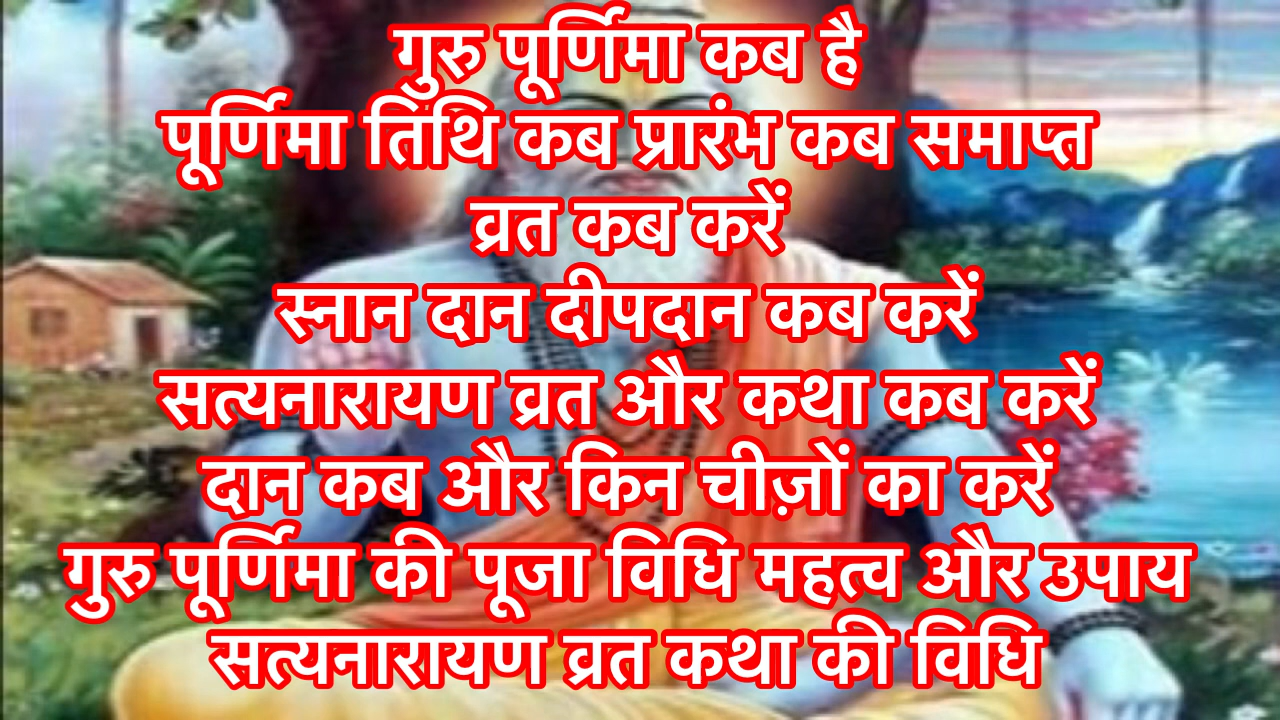 गुरु पूर्णिमा कब है
पूर्णिमा तिथि कब प्रारंभ कब समाप्त
व्रत कब करें
स्नान दान दीपदान कब करें
सत्यनारायण व्रत और कथा कब करें
दान कब और किन चीज़ों का करें
गुरु पूर्णिमा की पूजा विधि महत्व और उपाय
सत्यनारायण व्रत कथा की विधि